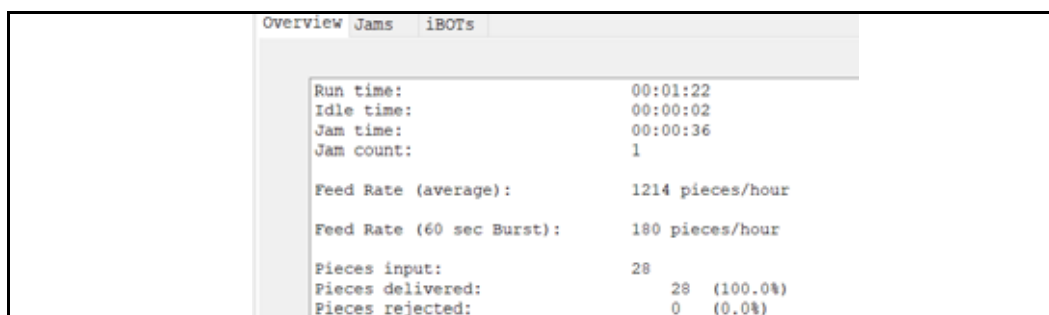 Overview Jams iBOTs
Run time: 00:01:22
Idle time: 00:00:02
Jam time: 00:00:36
Jam count: 1
Feed Rate (average): 1214 pieces/hour
Feed Rate (60 sec Burst): 180 pieces/hour
Pieces input: 28
Pieces delivered: 28 (100.0%)
Pieces rejected: 0 (0.0%)